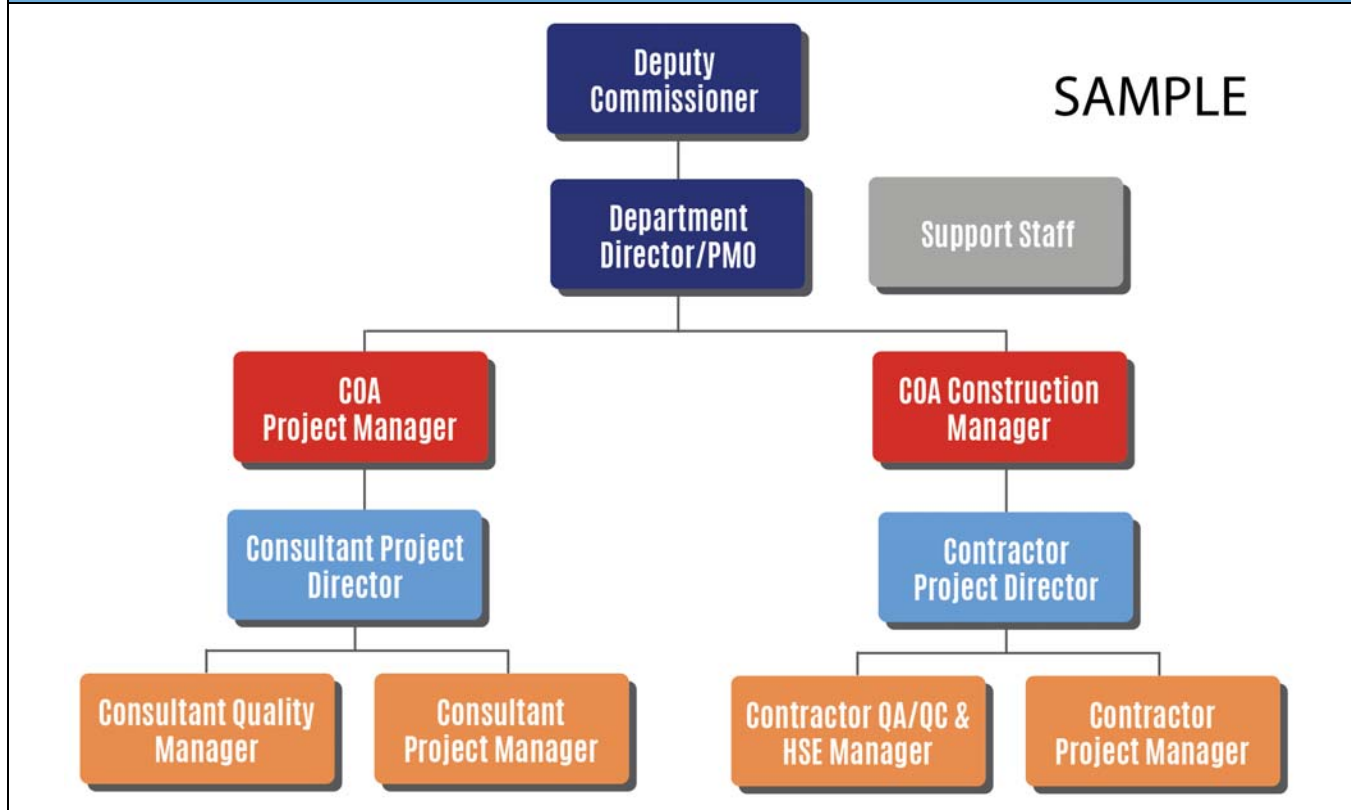 Deputy
Commissioner
SAMPLE
Department
Director/PMO
Support Staff
COA
Project Manager
COA Construction
Manager
Consultant Project
Director
Contractor
Project Director
Consultant Quality
Manager
Consultant
Project Manager
Contractor QA/QC &
HSE Manager
Contractor
Project Manager